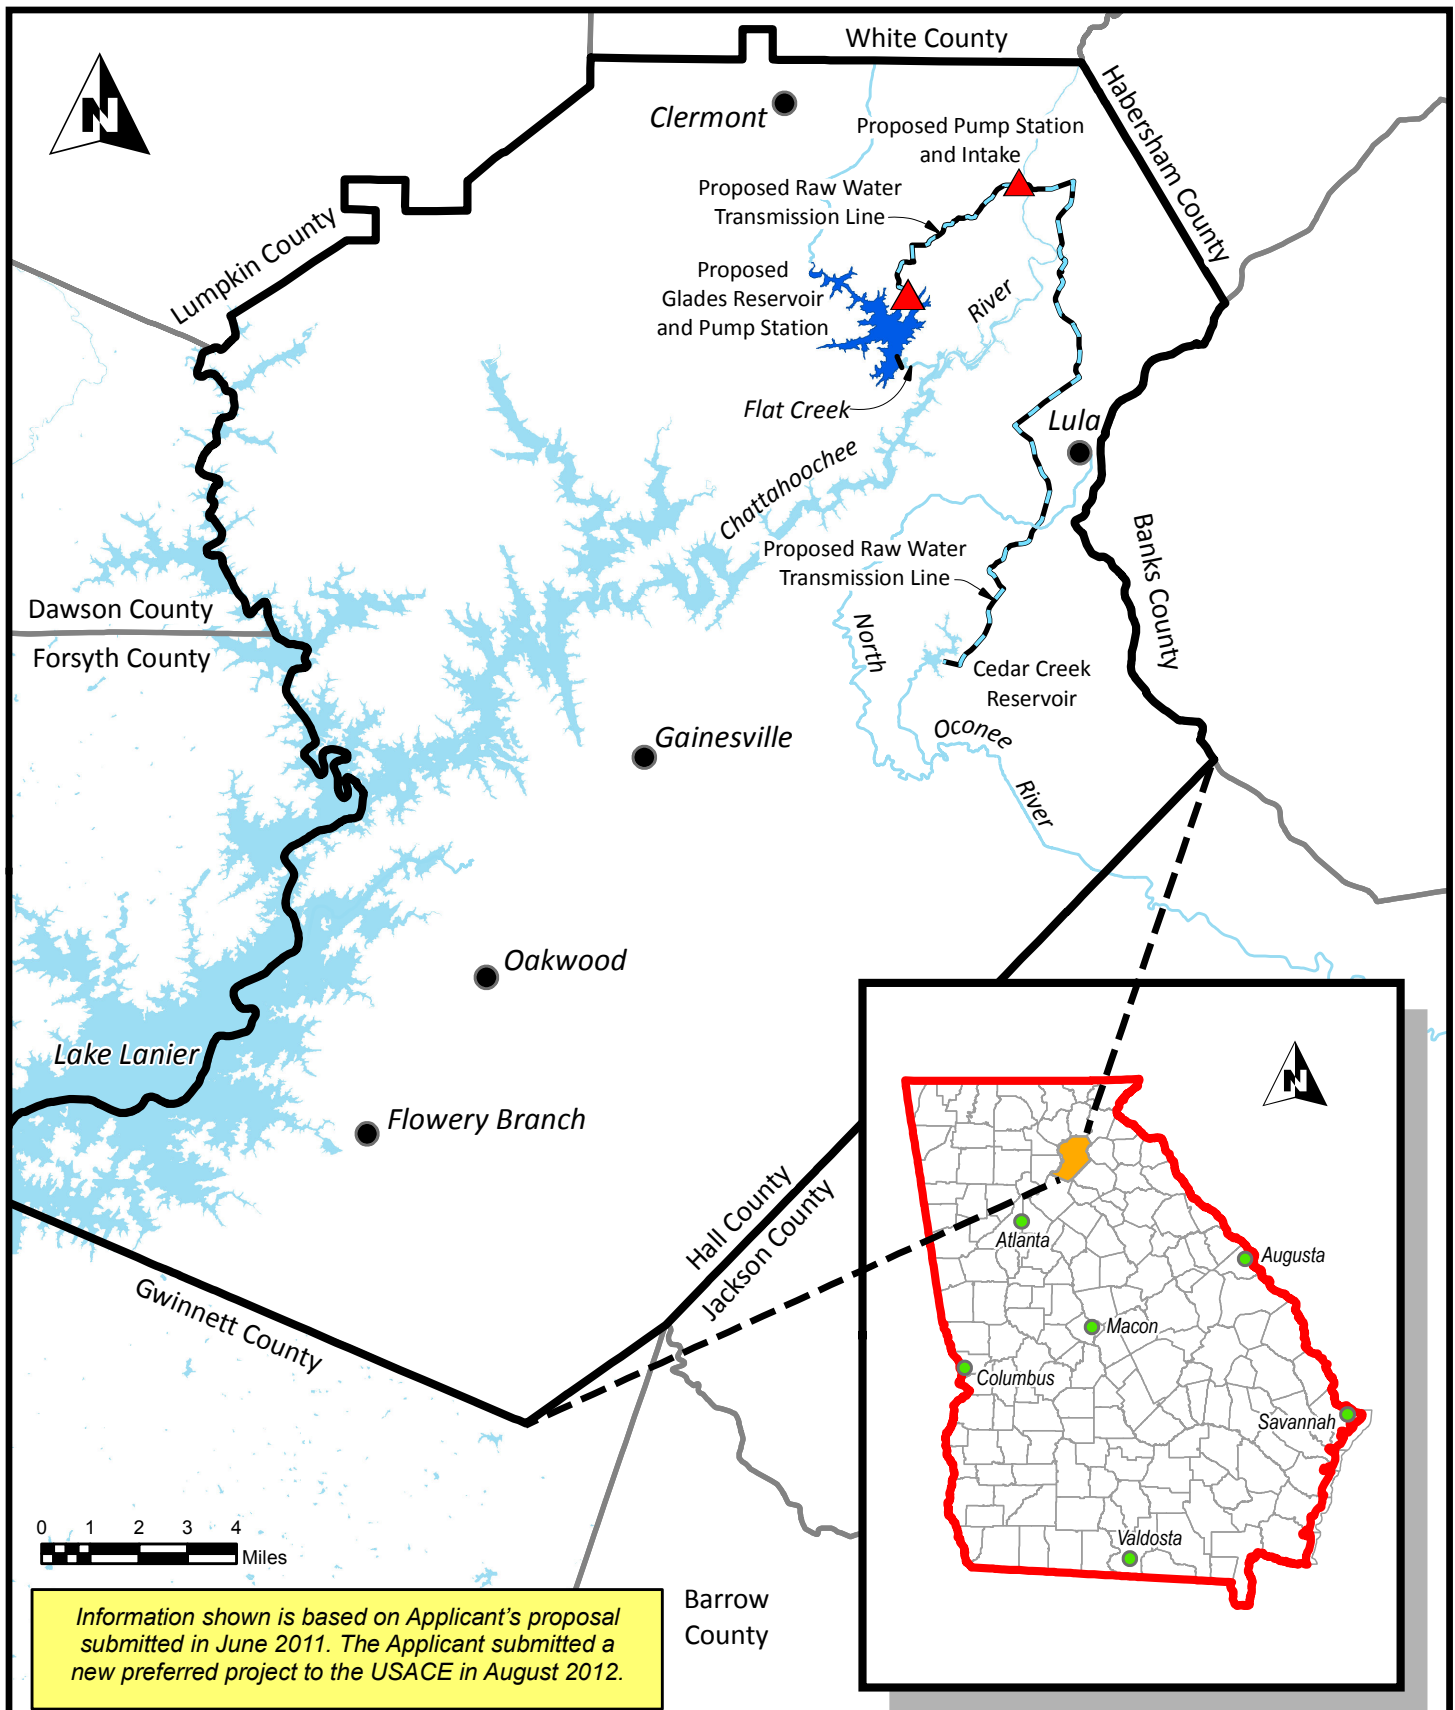 White County
N
Clermont
Habersham County
Proposed Pump Station
and Intake
Proposed Raw Water
Transmission Line
Lumpkin County
Proposed
Glades Reservoir
and Pump Station
River
Flat Creek
Lula
Chattahoochee
Banks County
Proposed Raw Water
Transmission Line
Dawson County
Forsyth County
North
Cedar Creek
Reservoir
Oconee
Gainesville
River
Oakwood
Lake Lanier
N
Flowery Branch
Hall County
Jackson County
Atlanta
Augusta
Gwinnett County
Macon
Columbus
Savannah
0 1 2 3 4
Miles
Valdosta
Barrow
County
Information shown is based on Applicant's proposal
submitted in June 2011. The Applicant submitted a
new preferred project to the USACE in August 2012.